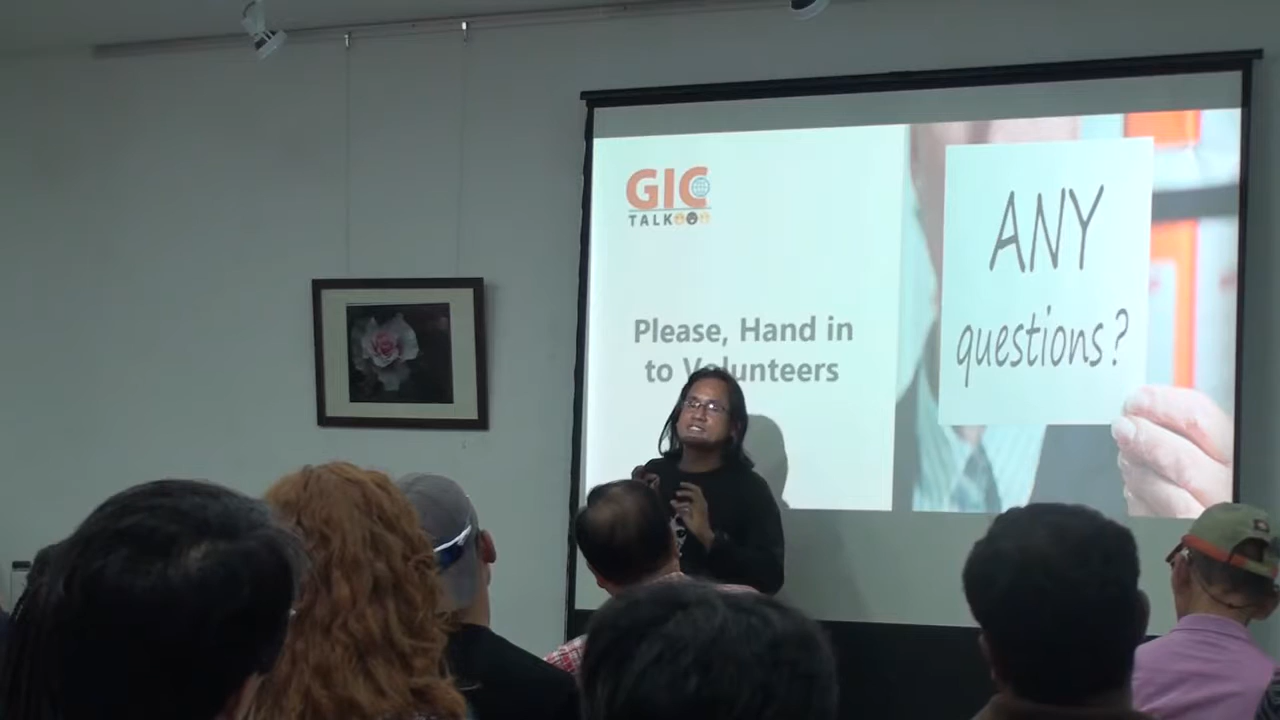 GIC
TALK
Please, Hand in
to Volunteers
ANY
questions?